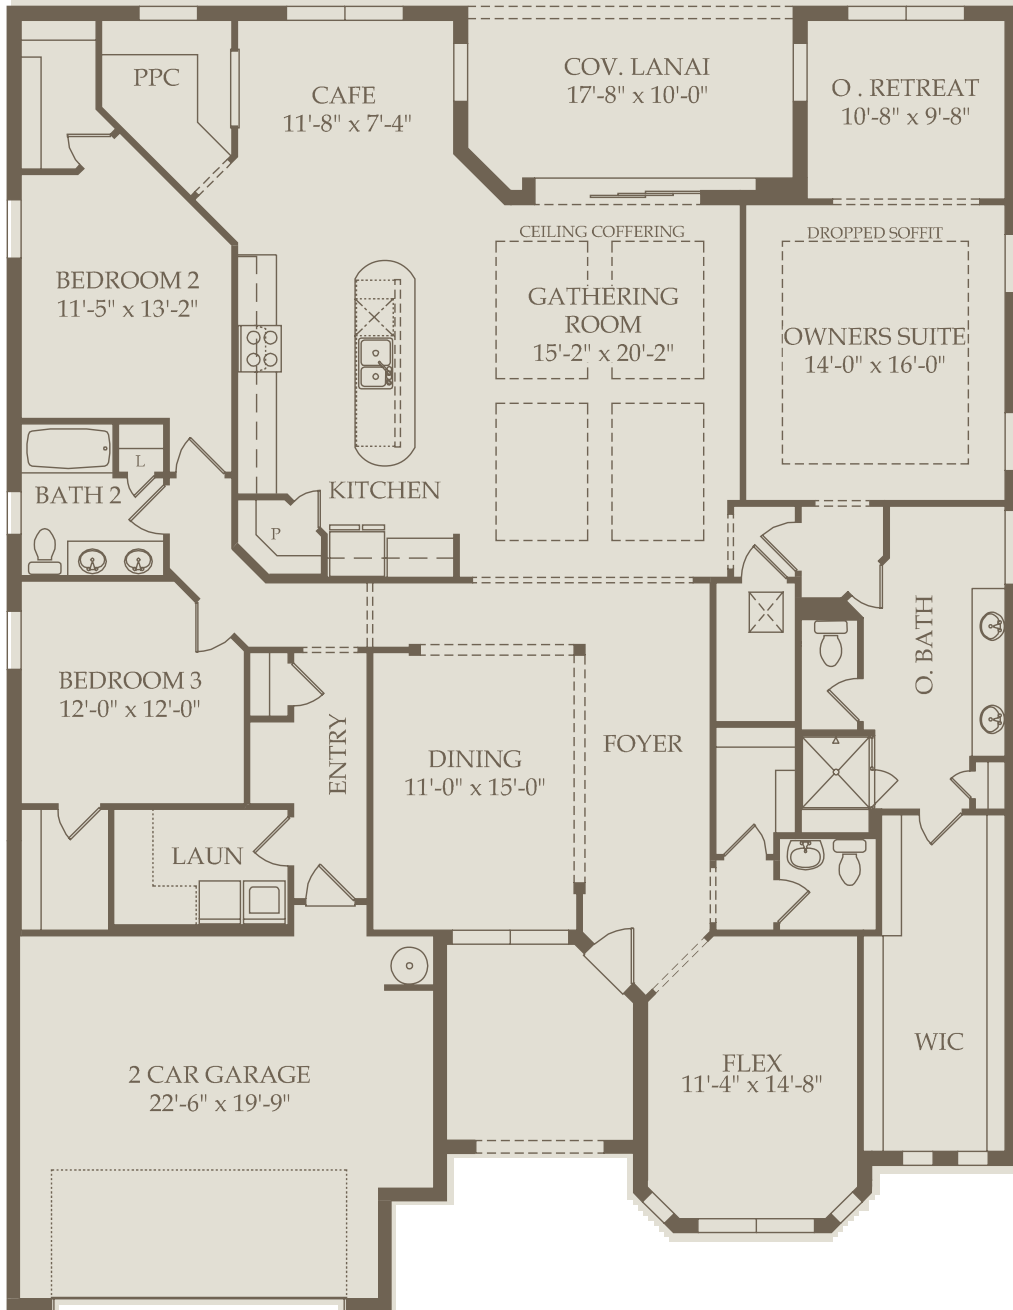 PPC
CAFE
11'-8" x 7'-4"
COV. LANAI
17'-8" x 10'-0"
O . RETREAT
10'-8" x 9'-8"
CEILING COFFERING
DROPPED SOFFIT
BEDROOM 2
11'-5" x 13'-2"
GATHERING
ROOM
15'-2" x 20'-2"
OWNERS SUITE
14'-0" x 16'-0"
L
BATH 2
KITCHEN
P
O. BATH
BEDROOM 3
12'-0" x 12'-0"
ENTRY
DINING
11'-0" x 15'-0"
FOYER
LAUN
2 CAR GARAGE
22'-6" x 19'-9"
FLEX
11'-4" x 14'-8"
WIC